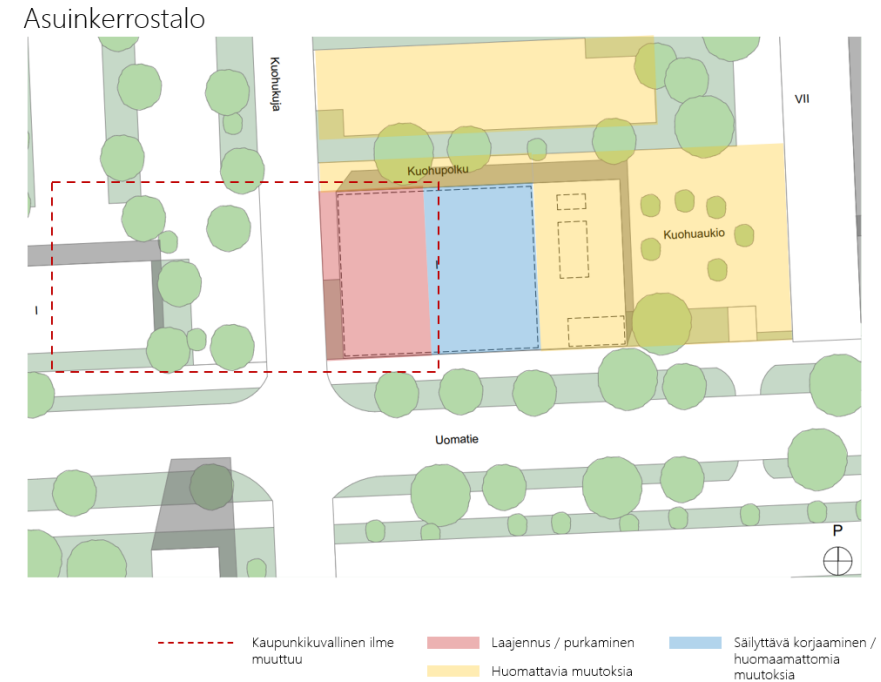 Asuinkerrostalo
Kuohukuja
VII
Kuohupolku
Kuohuaukio
I
I
Uomatie
P
Kaupunkikuvallinen ilme
muuttuu
Laajennus / purkaminen
Huomattavia muutoksia
Säilyttävä korjaaminen /
huomaamattomia
muutoksia